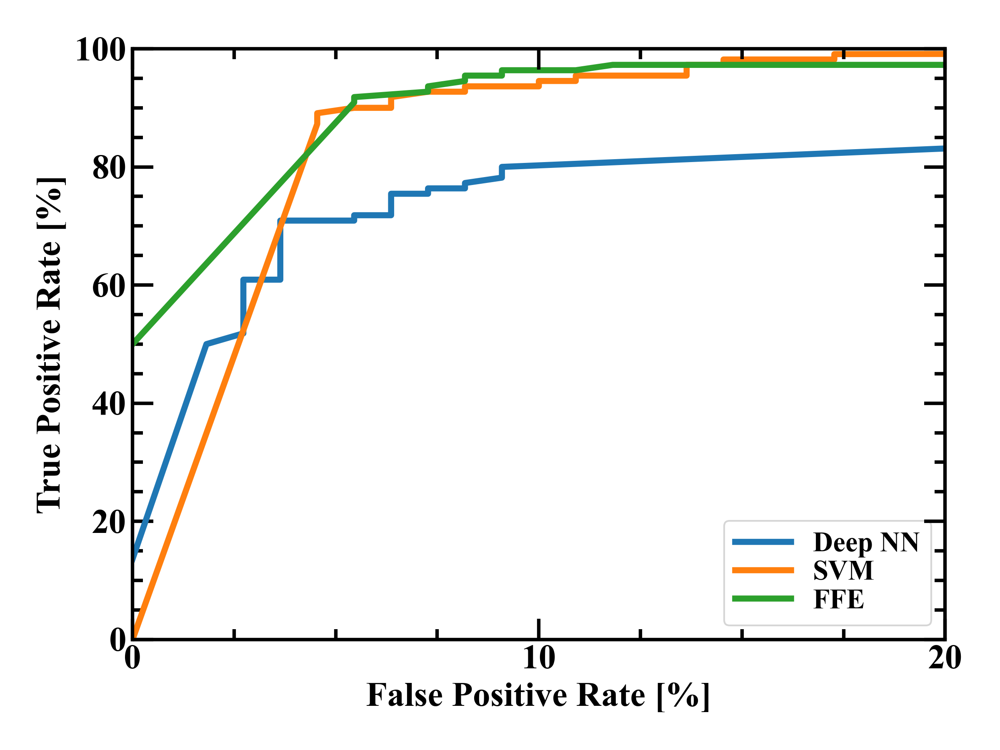 True Positive Rate [%]
100
80
60
40
20
0
0 10 20
False Positive Rate [%]
Deep NN
SVM
FFE